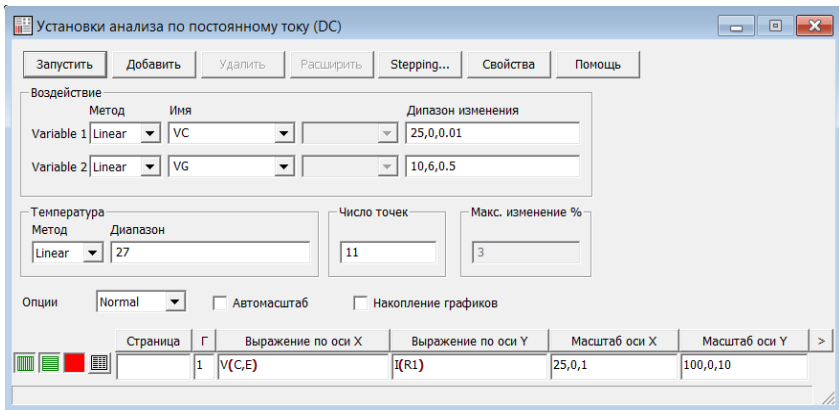 Установки анализа по постоянному току (DC)
Запустить Добавить Удалить Расширить Stepping... Свойства Помощь
Воздействие
Метод Имя Дипазон изменения
Variable 1 Linear VC 25,0,0.01
Variable 2 Linear VG 10,6,0.5
Температура Число точек Макс. изменение %
Метод Диапазон
Linear 27 11 3
Опции Normal Автомасштаб Накопление графиков
Страница Г Выражение по оси X Выражение по оси Y Масштаб оси X Масштаб оси Y >
1 V(C,E) I(R1) 25,0,1 100,0,10